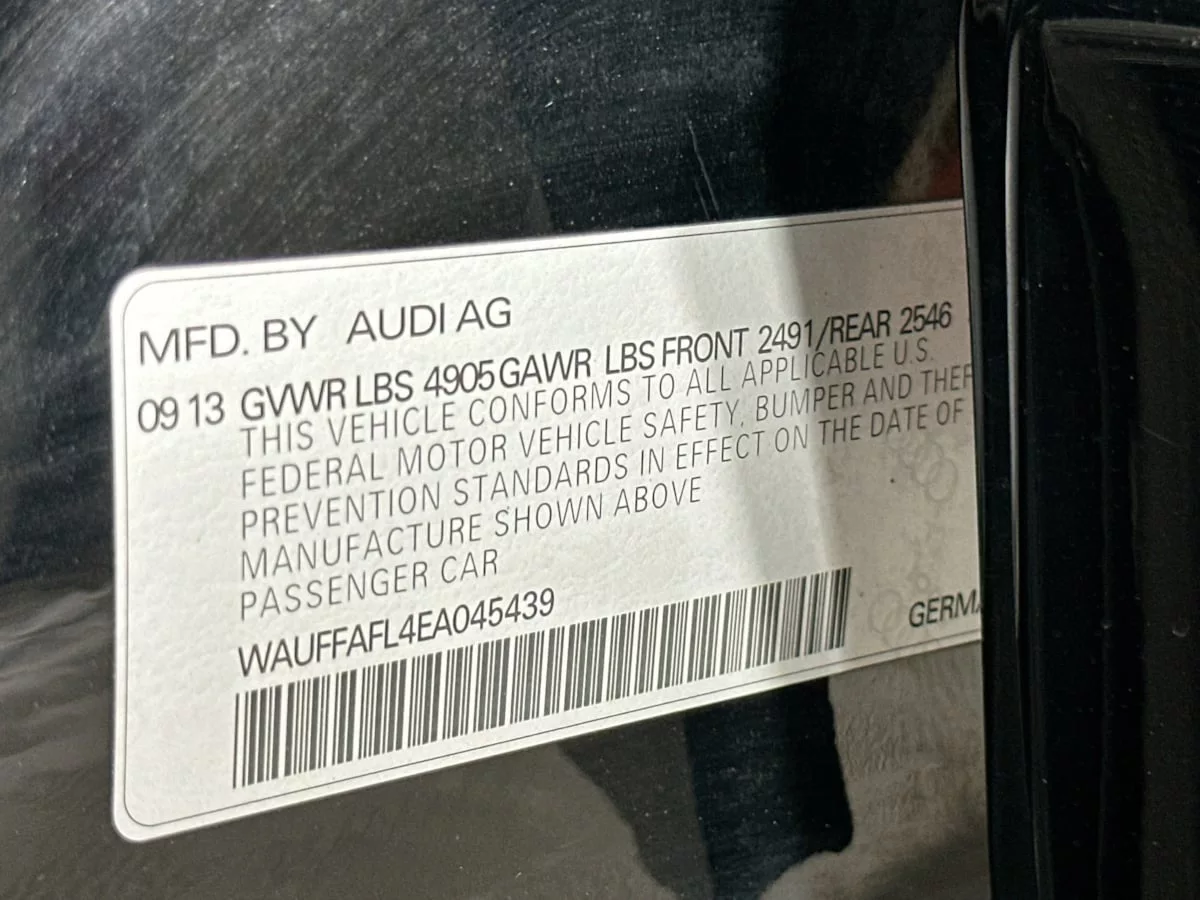 MFD. BY AUDI AG
09 13 GVWR LBS 4905 GAWR LBS FRONT 2491/REAR 2546
THIS VEHICLE CONFORMS TO ALL APPLICABLE U.S.
FEDERAL MOTOR VEHICLE SAFETY, BUMPER AND THEF
PREVENTION STANDARDS IN EFFECT ON THE DATE OF
MANUFACTURE SHOWN ABOVE
PASSENGER CAR
WAUFFAFL4EA045439
GERMA